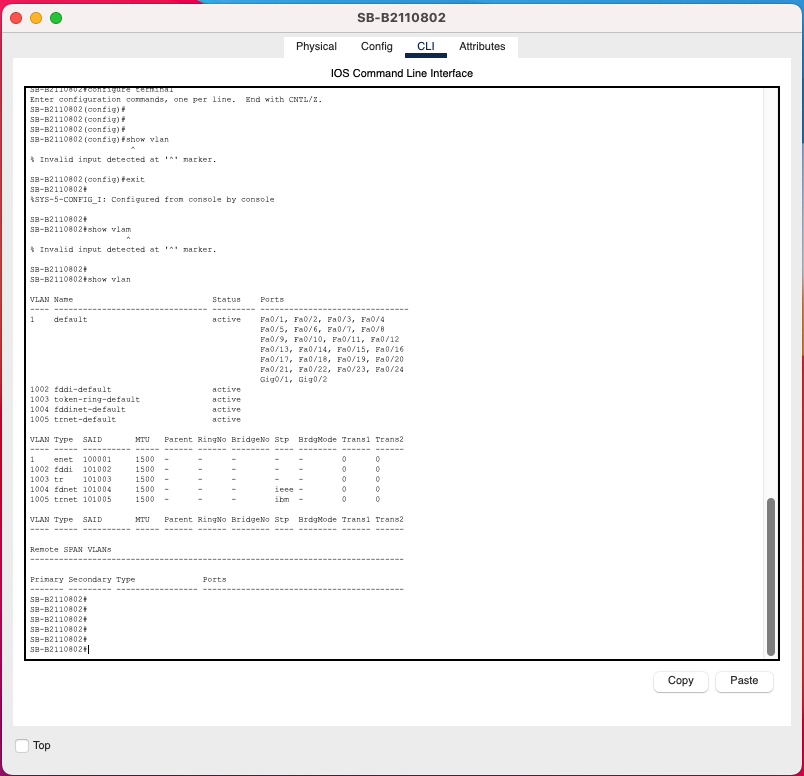 SB-B2110802
Physical Config CLI Attributes
IOS Command Line Interface
SB-B2110802#configure terminal
Enter configuration commands, one per line.  End with CNTL/Z.
SB-B2110802(config)#
SB-B2110802(config)#
SB-B2110802(config)#
SB-B2110802(config)#show vlan
^
% Invalid input detected at '^' marker.
SB-B2110802(config)#exit
SB-B2110802#
%SYS-5-CONFIG_I: Configured from console by console
SB-B2110802#
SB-B2110802#show vlam
^
% Invalid input detected at '^' marker.
SB-B2110802#
SB-B2110802#show vlan
VLAN Name                             Status    Ports
---- -------------------------------- --------- -------------------------------
1    default                          active    Fa0/1, Fa0/2, Fa0/3, Fa0/4
Fa0/5, Fa0/6, Fa0/7, Fa0/8
Fa0/9, Fa0/10, Fa0/11, Fa0/12
Fa0/13, Fa0/14, Fa0/15, Fa0/16
Fa0/17, Fa0/18, Fa0/19, Fa0/20
Fa0/21, Fa0/22, Fa0/23, Fa0/24
Gig0/1, Gig0/2
1002 fddi-default                     active
1003 token-ring-default               active
1004 fddinet-default                  active
1005 trnet-default                    active
VLAN Type  SAID       MTU   Parent RingNo BridgeNo Stp  BrdgMode Trans1 Trans2
---- ----- ---------- ----- ------ ------ -------- ---- -------- ------ ------
1    enet  100001     1500  -      -      -        -    -        0      0
1002 fddi  101002     1500  -      -      -        -    -        0      0
1003 tr    101003     1500  -      -      -        -    -        0      0
1004 fdnet 101004     1500  -      -      -        ieee -        0      0
1005 trnet 101005     1500  -      -      -        ibm  -        0      0
VLAN Type  SAID       MTU   Parent RingNo BridgeNo Stp  BrdgMode Trans1 Trans2
---- ----- ---------- ----- ------ ------ -------- ---- -------- ------ ------
Remote SPAN VLANs
------------------------------------------------------------------------------
Primary Secondary Type              Ports
------- --------- ----------------- ------------------------------------------
SB-B2110802#
SB-B2110802#
SB-B2110802#
SB-B2110802#
SB-B2110802#
SB-B2110802#
Copy Paste
Top